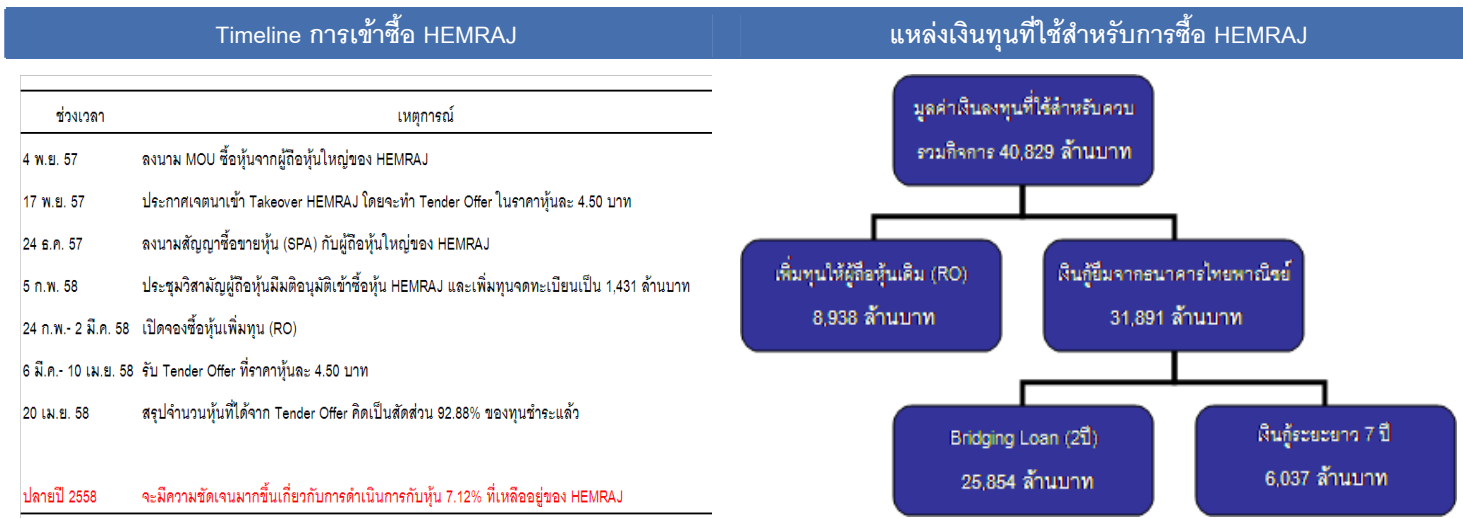 Timeline การเข้าซื้อ HEMRAJ
ช่วงเวลา เหตุการณ์
4 พ.ย. 57 ลงนาม MOU ซื้อหุ้นจากผู้ถือหุ้นใหญ่ของ HEMRAJ
17 พ.ย. 57 ประกาศเจตนาเข้า Takeover HEMRAJ โดยจะทำ Tender Offer ในราคาหุ้นละ 4.50 บาท
24 ธ.ค. 57 ลงนามสัญญาซื้อขายหุ้น (SPA) กับผู้ถือหุ้นใหญ่ของ HEMRAJ
5 ก.พ. 58 ประชุมวิสามัญผู้ถือหุ้นมีมติอนุมัติเข้าซื้อหุ้น HEMRAJ และเพิ่มทุนจดทะเบียนเป็น 1,431 ล้านบาท
24 ก.พ.- 2 มี.ค. 58 เปิดจองซื้อหุ้นเพิ่มทุน (RO)
6 มี.ค.- 10 เม.ย. 58 รับ Tender Offer ที่ราคาหุ้นละ 4.50 บาท
20 เม.ย. 58 สรุปจำนวนหุ้นที่ได้จาก Tender Offer คิดเป็นสัดส่วน 92.88% ของทุนชำระแล้ว
ปลายปี 2558 จะมีความชัดเจนมากขึ้นเกี่ยวกับการดำเนินการกับหุ้น 7.12% ที่เหลืออยู่ของ HEMRAJ
แหล่งเงินทุนที่ใช้สำหรับการซื้อ HEMRAJ
มูลค่าเงินลงทุนที่ใช้สำหรับควบ
รวมกิจการ 40,829 ล้านบาท
เพิ่มทุนให้ผู้ถือหุ้นเดิม (RO)
8,938 ล้านบาท
เงินกู้ยืมจากธนาคารไทยพาณิชย์
31,891 ล้านบาท
Bridging Loan (2ปี)
25,854 ล้านบาท
เงินกู้ระยะยาว 7 ปี
6,037 ล้านบาท